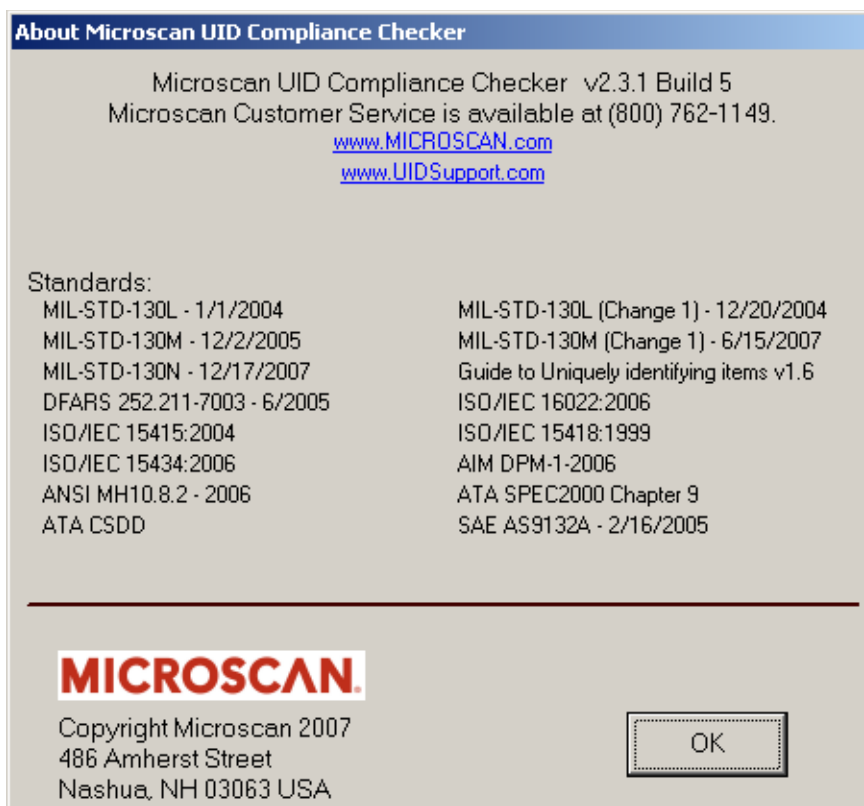 About Microscan UID Compliance Checker
Microscan UID Compliance Checker v2.3.1 Build 5
Microscan Customer Service is available at (800) 762-1149.
www.MICROSCAN.com
www.UIDSupport.com
Standards:
MIL-STD-130L - 1/1/2004
MIL-STD-130L (Change 1) - 12/20/2004
MIL-STD-130M - 12/2/2005
MIL-STD-130M (Change 1) - 6/15/2007
MIL-STD-130N - 12/17/2007
Guide to Uniquely identifying items v1.6
DFARS 252.211-7003 - 6/2005
ISO/IEC 16022:2006
ISO/IEC 15415:2004
ISO/IEC 15418:1999
ISO/IEC 15434:2006
AIM DPM-1-2006
ANSI MH10.8.2 - 2006
ATA SPEC2000 Chapter 9
ATA CSDD
SAE AS9132A - 2/16/2005
MICROSCAN.
Copyright Microscan 2007
486 Amherst Street
Nashua, NH 03063 USA
OK